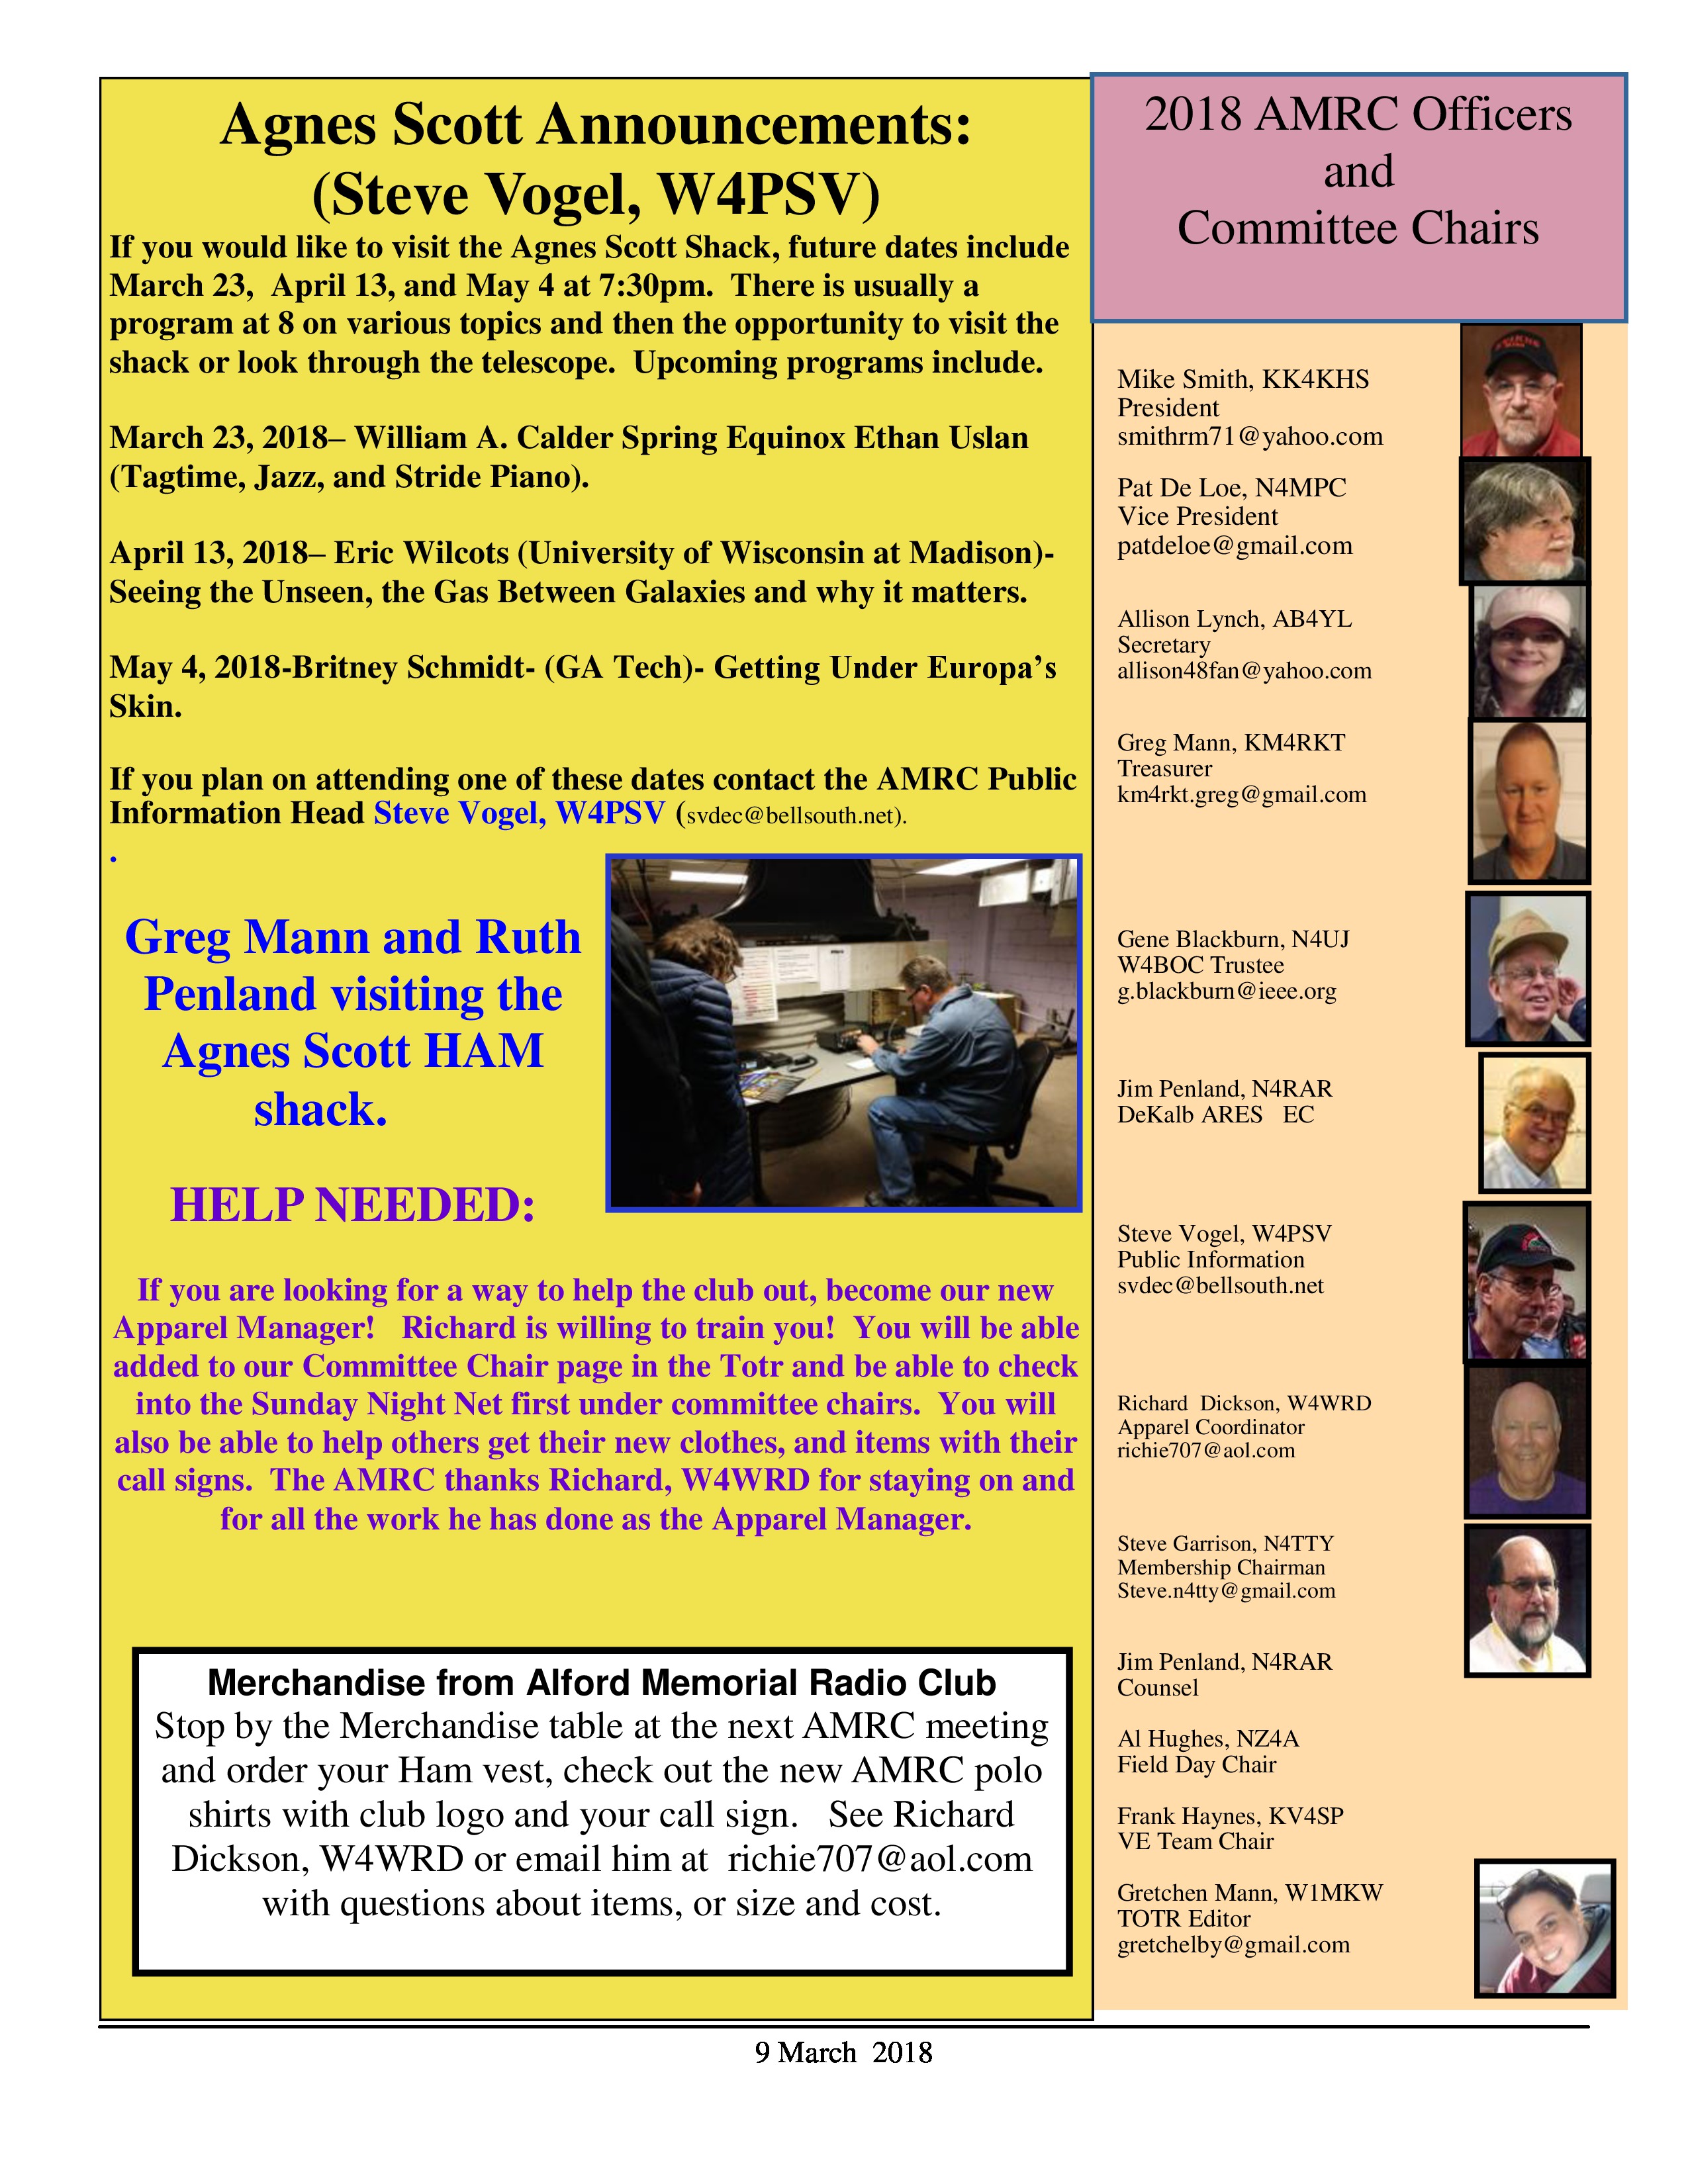 Agnes Scott Announcements:
(Steve Vogel, W4PSV)
If you would like to visit the Agnes Scott Shack, future dates include
March 23,  April 13, and May 4 at 7:30pm.  There is usually a
program at 8 on various topics and then the opportunity to visit the
shack or look through the telescope.  Upcoming programs include.
March 23, 2018– William A. Calder Spring Equinox Ethan Uslan
(Tagtime, Jazz, and Stride Piano).
April 13, 2018– Eric Wilcots (University of Wisconsin at Madison)-
Seeing the Unseen, the Gas Between Galaxies and why it matters.
May 4, 2018-Britney Schmidt- (GA Tech)- Getting Under Europa’s
Skin.
If you plan on attending one of these dates contact the AMRC Public
Information Head Steve Vogel, W4PSV (svdec@bellsouth.net).
.
Greg Mann and Ruth
Penland visiting the
Agnes Scott HAM
shack.
HELP NEEDED:
If you are looking for a way to help the club out, become our new
Apparel Manager!   Richard is willing to train you!  You will be able
added to our Committee Chair page in the Totr and be able to check
into the Sunday Night Net first under committee chairs.  You will
also be able to help others get their new clothes, and items with their
call signs.  The AMRC thanks Richard, W4WRD for staying on and
for all the work he has done as the Apparel Manager.
Merchandise from Alford Memorial Radio Club
Stop by the Merchandise table at the next AMRC meeting
and order your Ham vest, check out the new AMRC polo
shirts with club logo and your call sign.   See Richard
Dickson, W4WRD or email him at  richie707@aol.com
with questions about items, or size and cost.
2018 AMRC Officers
and
Committee Chairs
Mike Smith, KK4KHS
President
smithrm71@yahoo.com
Pat De Loe, N4MPC
Vice President
patdeloe@gmail.com
Allison Lynch, AB4YL
Secretary
allison48fan@yahoo.com
Greg Mann, KM4RKT
Treasurer
km4rkt.greg@gmail.com
Gene Blackburn, N4UJ
W4BOC Trustee
g.blackburn@ieee.org
Jim Penland, N4RAR
DeKalb ARES   EC
Steve Vogel, W4PSV
Public Information
svdec@bellsouth.net
Richard  Dickson, W4WRD
Apparel Coordinator
richie707@aol.com
Steve Garrison, N4TTY
Membership Chairman
Steve.n4tty@gmail.com
Jim Penland, N4RAR
Counsel
Al Hughes, NZ4A
Field Day Chair
Frank Haynes, KV4SP
VE Team Chair
Gretchen Mann, W1MKW
TOTR Editor
gretchelby@gmail.com
9 March  2018